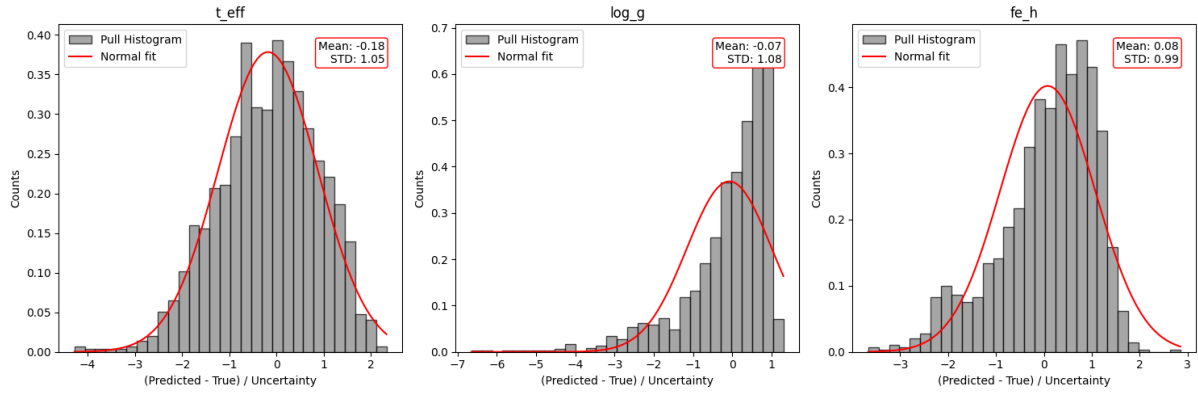 t_eff
Pull Histogram
Normal fit
Mean: -0.18
STD: 1.05
0.40
0.35
0.30
0.25
0.20
0.15
0.10
0.05
0.00
Counts
−4
−3
−2
−1
0
1
2
(Predicted - True) / Uncertainty
log_g
Pull Histogram
Normal fit
Mean: -0.07
STD: 1.08
0.7
0.6
0.5
0.4
0.3
0.2
0.1
0.0
Counts
−7
−6
−5
−4
−3
−2
−1
0
1
(Predicted - True) / Uncertainty
fe_h
Pull Histogram
Normal fit
Mean: 0.08
STD: 0.99
0.4
0.3
0.2
0.1
0.0
Counts
−3
−2
−1
0
1
2
3
(Predicted - True) / Uncertainty